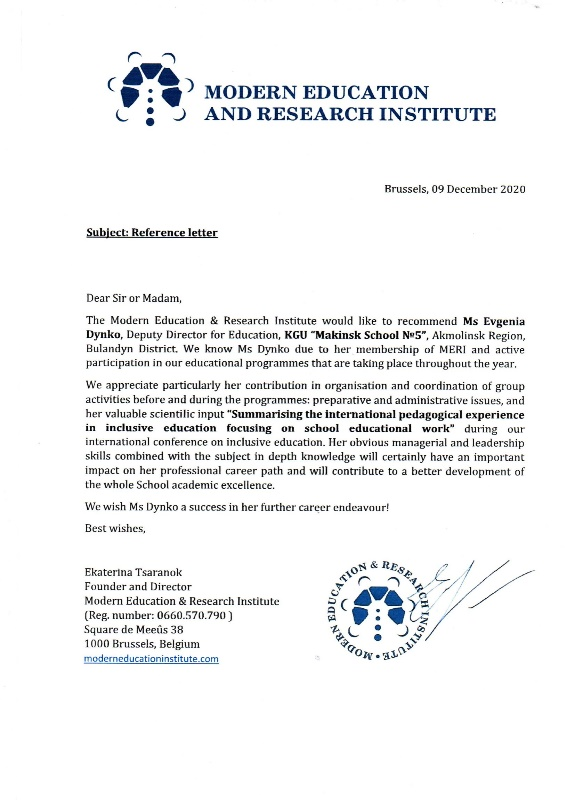 MODERN EDUCATION
AND RESEARCH INSTITUTE
Brussels, 09 December 2020
Subject: Reference letter
Dear Sir or Madam,
The Modern Education & Research Institute would like to recommend Ms Evgenia
Dynko, Deputy Director for Education, KGU "Makinsk School №5", Akmolinsk Region,
Bulandyn District. We know Ms Dynko due to her membership of MERI and active
participation in our educational programmes that are taking place throughout the year.
We appreciate particularly her contribution in organisation and coordination of group
activities before and during the programmes: preparative and administrative issues, and
her valuable scientific input "Summarising the international pedagogical experience
in inclusive education focusing on school educational work" during our
international conference on inclusive education. Her obvious managerial and leadership
skills combined with the subject in depth knowledge will certainly have an important
impact on her professional career path and will contribute to a better development of
the whole School academic excellence.
We wish Ms Dynko a success in her further career endeavour!
Best wishes,
Ekaterina Tsaranok
Founder and Director
Modern Education & Research Institute
(Reg. number: 0660.570.790 )
Square de Meeûs 38
1000 Brussels, Belgium
moderneducationinstitute.com
MODERN EDUCATION & RESEARCH INSTITUTE •